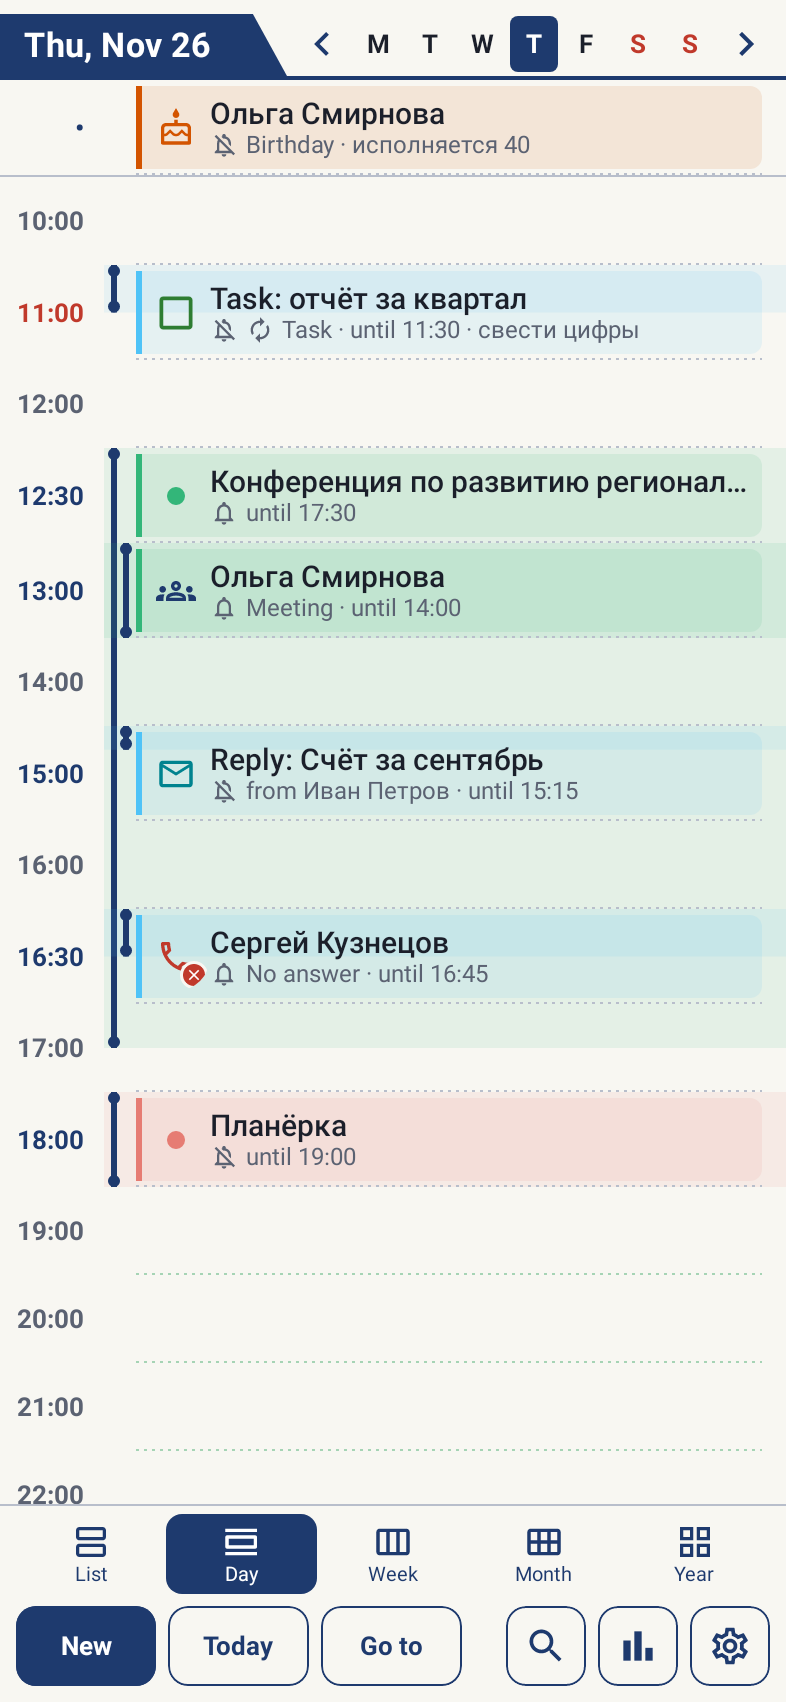 Thu, Nov 26
M T W T F S S
Ольга Смирнова
Birthday · исполняется 40
10:00
Task: отчёт за квартал
11:00
Task · until 11:30 · свести цифры
12:00
Конференция по развитию регионал...
12:30
until 17:30
Ольга Смирнова
13:00
Meeting · until 14:00
14:00
Reply: Счёт за сентябрь
15:00
from Иван Петров · until 15:15
16:00
Сергей Кузнецов
16:30
No answer · until 16:45
17:00
Планёрка
18:00
until 19:00
19:00
20:00
21:00
22:00
List Day Week Month Year
New Today Go to